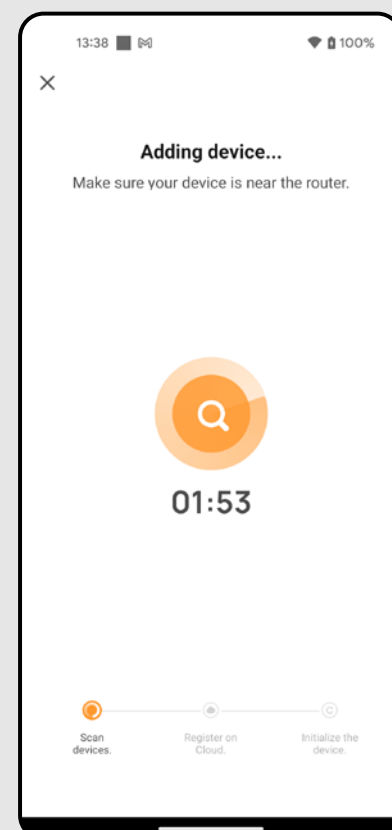 13:38 100%
Adding device...
Make sure your device is near the router.
01:53
Scan devices.
Register on Cloud.
Initialize the device.